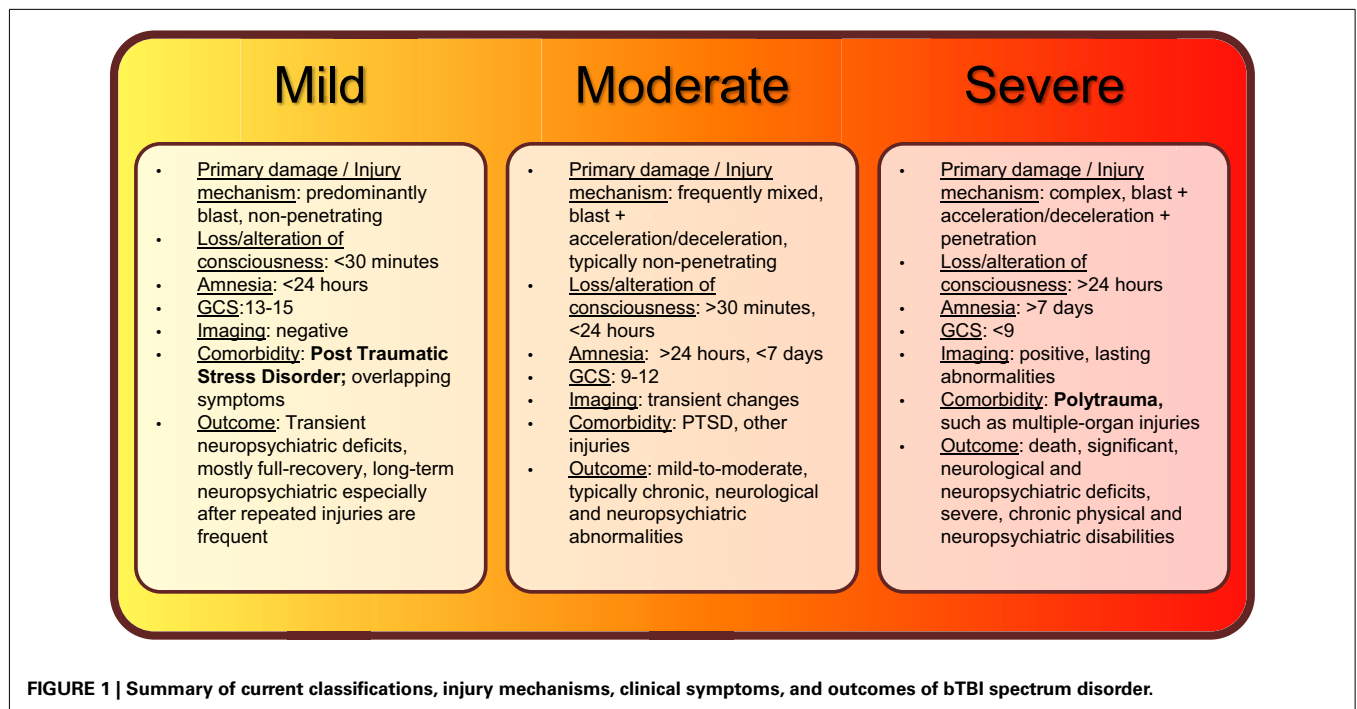 Mild
• Primary damage / Injury
mechanism: predominantly
blast, non-penetrating
• Loss/alteration of
consciousness: <30 minutes
• Amnesia: <24 hours
• GCS:13-15
• Imaging: negative
• Comorbidity: Post Traumatic
Stress Disorder; overlapping
symptoms
• Outcome: Transient
neuropsychiatric deficits,
mostly full-recovery, long-term
neuropsychiatric especially
after repeated injuries are
frequent
Moderate
• Primary damage / Injury
mechanism: frequently mixed,
blast +
acceleration/deceleration,
typically non-penetrating
• Loss/alteration of
consciousness: >30 minutes,
<24 hours
• Amnesia: >24 hours, <7 days
• GCS: 9-12
• Imaging: transient changes
• Comorbidity: PTSD, other
injuries
• Outcome: mild-to-moderate,
typically chronic, neurological
and neuropsychiatric
abnormalities
Severe
• Primary damage / Injury
mechanism: complex, blast +
acceleration/deceleration +
penetration
• Loss/alteration of
consciousness: >24 hours
• Amnesia: >7 days
• GCS: <9
• Imaging: positive, lasting
abnormalities
• Comorbidity: Polytrauma,
such as multiple-organ injuries
• Outcome: death, significant,
neurological and
neuropsychiatric deficits,
severe, chronic physical and
neuropsychiatric disabilities
FIGURE 1 | Summary of current classifications, injury mechanisms, clinical symptoms, and outcomes of bTBI spectrum disorder.